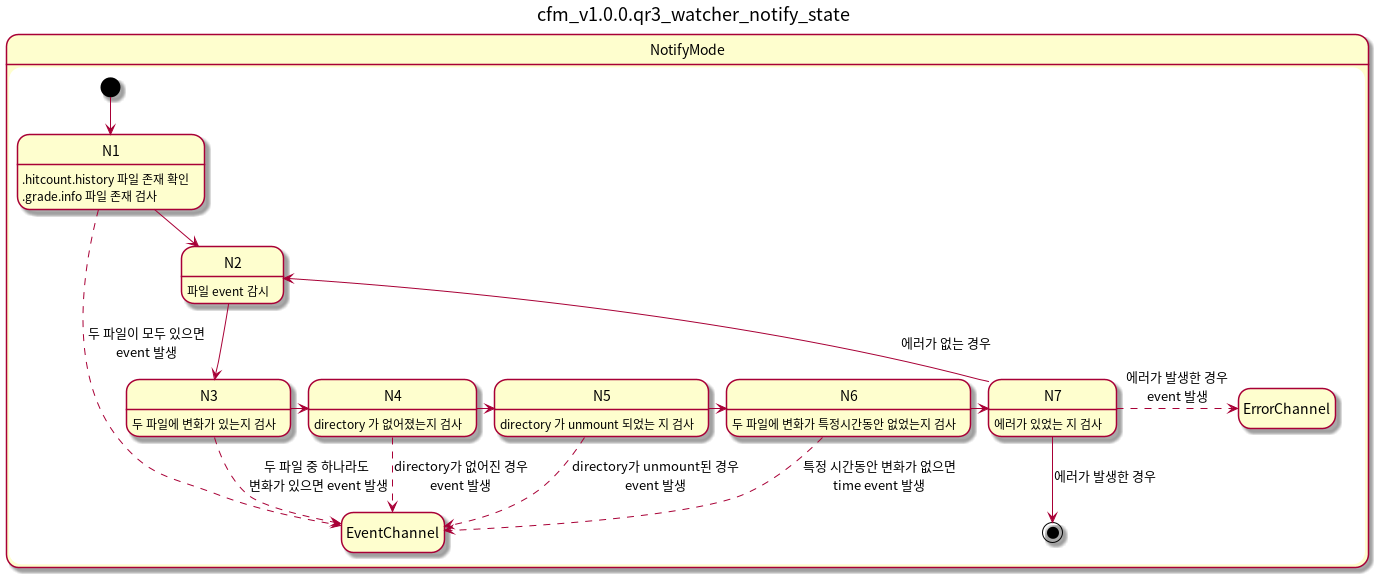 cfm_v1.0.0.qr3_watcher_notify_state
NotifyMode
N1
.hitcount.history 파일 존재 확인
.grade.info 파일 존재 검사
N2
파일 event 감시
두 파일이 모두 있으면
event 발생
에러가 없는 경우
N3
두 파일에 변화가 있는지 검사
N4
directory 가 없어졌는지 검사
N5
directory 가 unmount 되었는 지 검사
N6
두 파일에 변화가 특정시간동안 없었는지 검사
N7
에러가 있었는 지 검사
에러가 발생한 경우
event 발생
ErrorChannel
두 파일 중 하나라도
변화가 있으면 event 발생
directory가 없어진 경우
event 발생
directory가 unmount된 경우
event 발생
특정 시간동안 변화가 없으면
time event 발생
에러가 발생한 경우
EventChannel